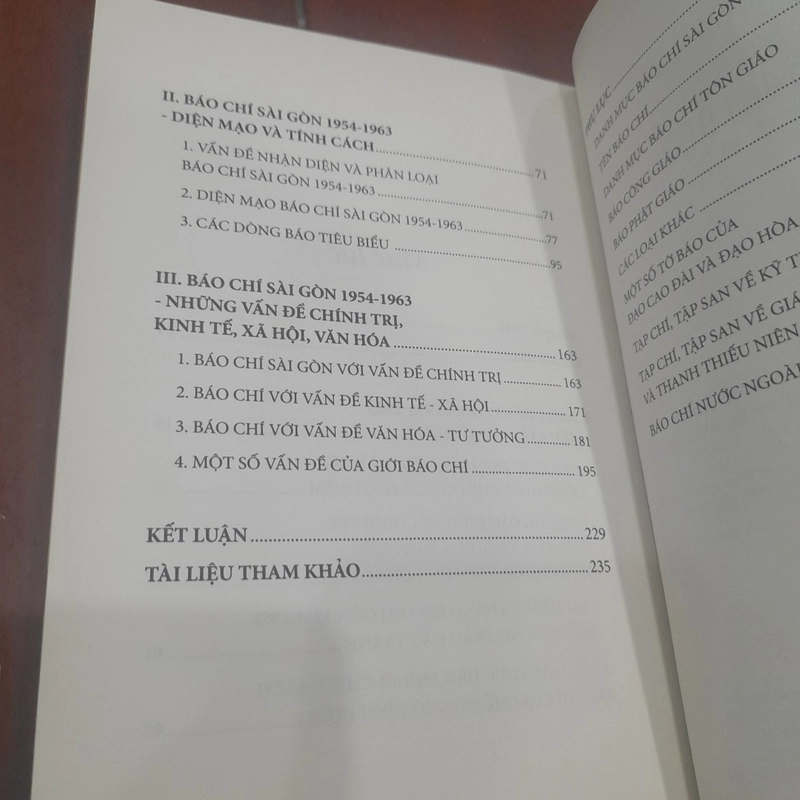 II. BÁO CHÍ SÀI GÒN 1954-1963
- DIỆN MẠO VÀ TÍNH CÁCH........................71
1. VẤN ĐỀ NHẬN DIỆN VÀ PHÂN LOẠI
BÁO CHÍ SÀI GÒN 1954-1963........................71
2. DIỆN MẠO BÁO CHÍ SÀI GÒN 1954-1963................77
3. CÁC DÒNG BÁO TIÊU BIỂU........................95
III. BÁO CHÍ SÀI GÒN 1954-1963
- NHỮNG VẤN ĐỀ CHÍNH TRỊ,
KINH TẾ, XÃ HỘI, VĂN HÓA........................163
1. BÁO CHÍ SÀI GÒN VỚI VẤN ĐỀ CHÍNH TRỊ............163
2. BÁO CHÍ VỚI VẤN ĐỀ KINH TẾ - XÃ HỘI............171
3. BÁO CHÍ VỚI VẤN ĐỀ VĂN HÓA - TƯ TƯỞNG........181
4. MỘT SỐ VẤN ĐỀ CỦA GIỚI BÁO CHÍ................195
KẾT LUẬN................................................229
TÀI LIỆU THAM KHẢO................................235
PHỤ LỤC
DANH MỤC BÁO CHÍ SÀI GÒN
TÊN BÁO CHÍ
DANH MỤC BÁO CHÍ TÔN GIÁO
BÁO CÔNG GIÁO
BÁO PHẬT GIÁO
CÁC LOẠI KHÁC
MỘT SỐ TỜ BÁO CỦA
ĐẠO CAO ĐÀI VÀ ĐẠO HÒA
TẠP CHÍ, TẬP SAN VỀ KỸ
TẠP CHÍ, TẬP SAN VỀ
VÀ THANH THIẾU NIÊN
BÁO CHÍ NƯỚC NGOÀI